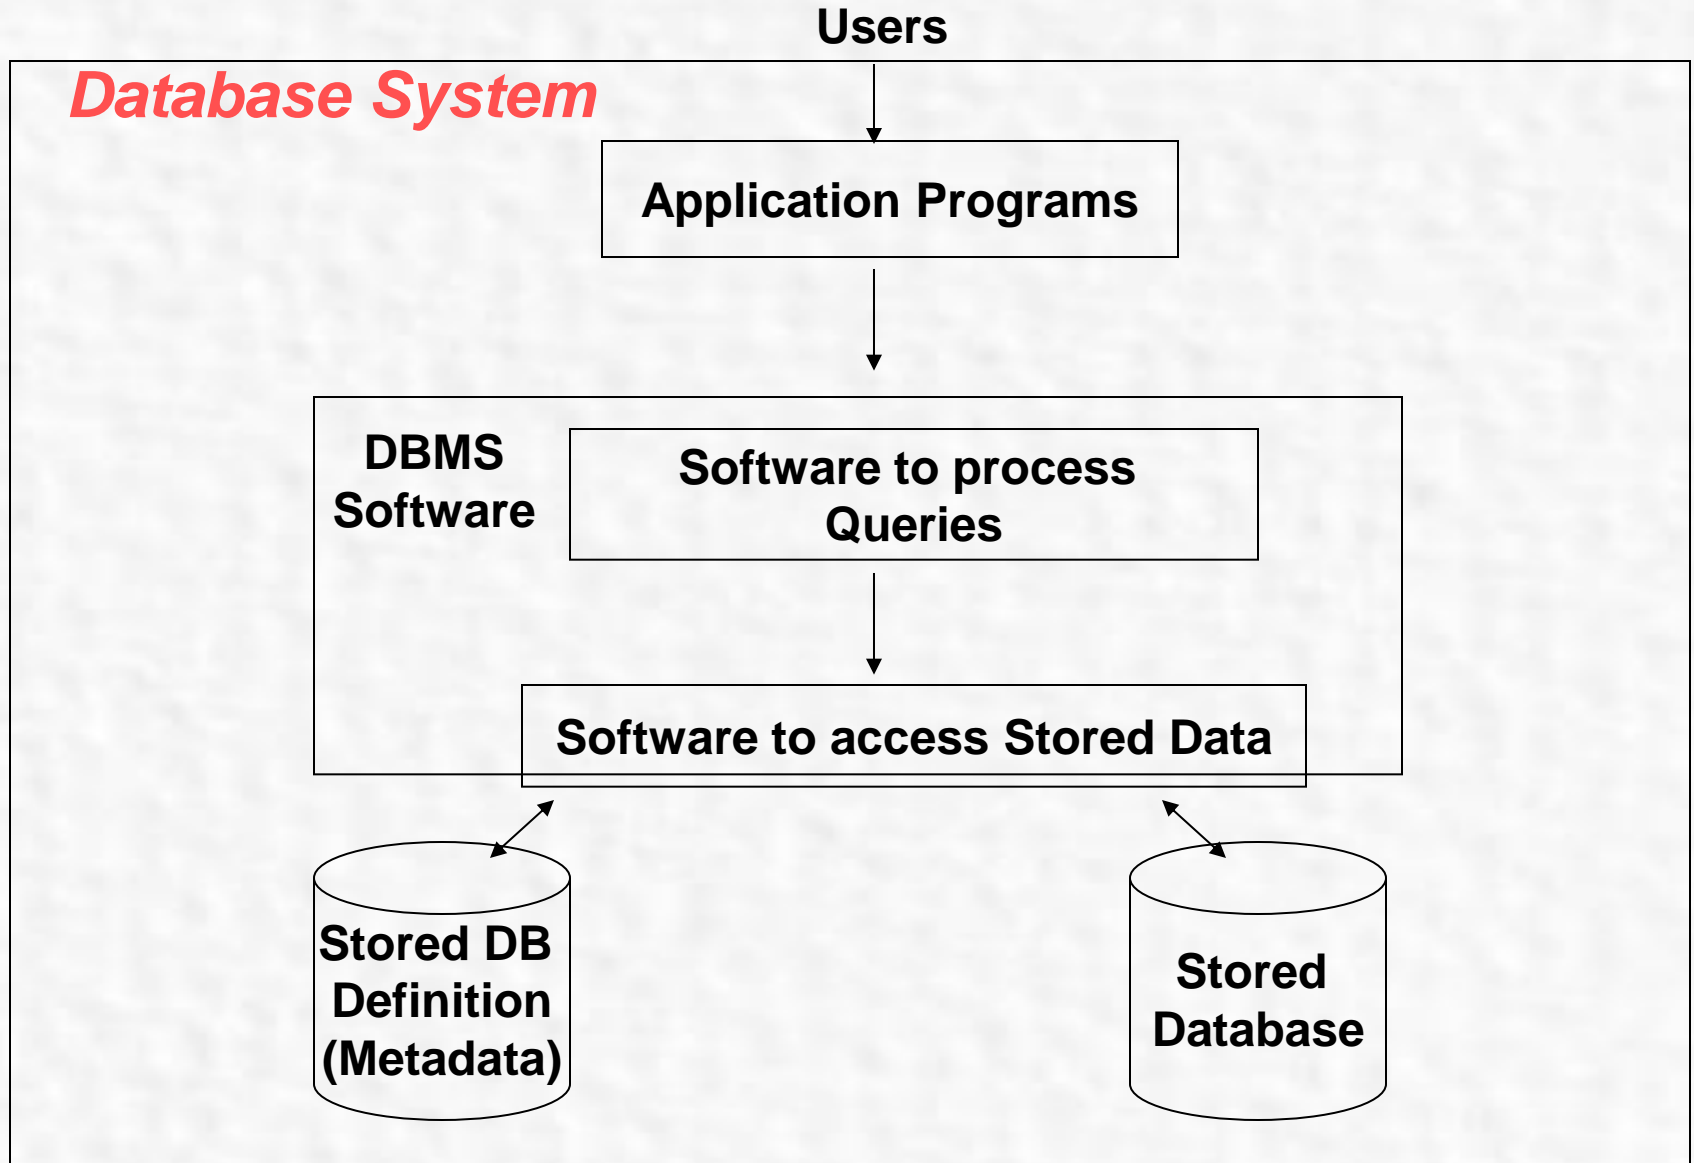 Users
Database System
Application Programs
DBMS
Software
Software to process
Queries
Software to access Stored Data
Stored DB
Definition
(Metadata)
Stored
Database